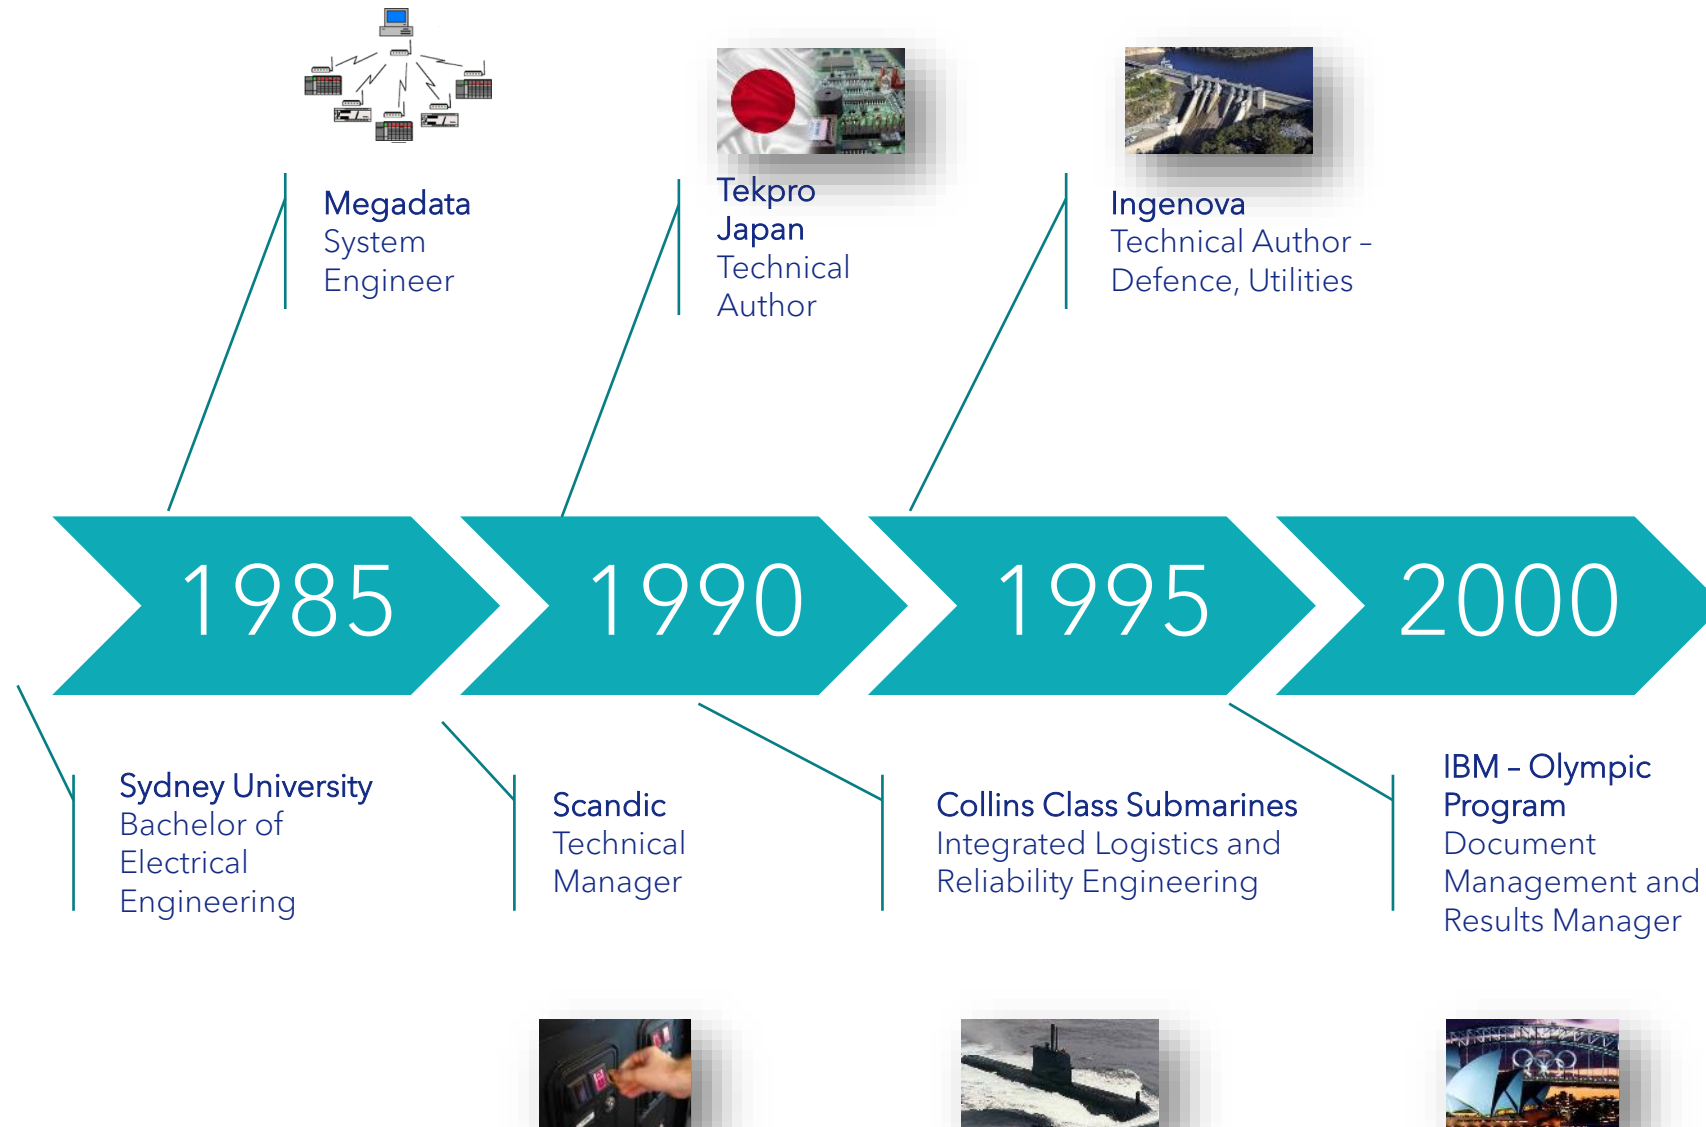 Megadata
System
Engineer
Tekpro
Japan
Technical
Author
Ingenova
Technical Author –
Defence, Utilities
1985
1990
1995
2000
Sydney University
Bachelor of
Electrical
Engineering
Scandic
Technical
Manager
Collins Class Submarines
Integrated Logistics and
Reliability Engineering
IBM – Olympic
Program
Document
Management and
Results Manager